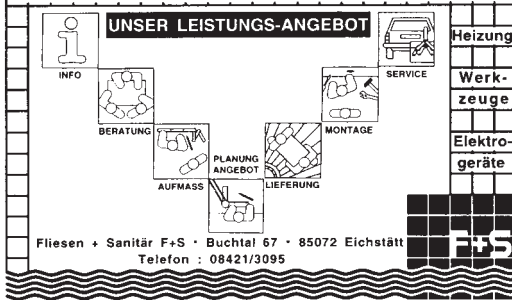 UNSER LEISTUNGS-ANGEBOT
INFO
BERATUNG
AUFMASS
PLANUNG
ANGEBOT
LIEFERUNG
MONTAGE
SERVICE
Heizung
Werk-
zeuge
Elektro-
geräte
Fliesen + Sanitär F+S · Buchtal 67 · 85072 Eichstätt
Telefon : 08421/3095
F+S